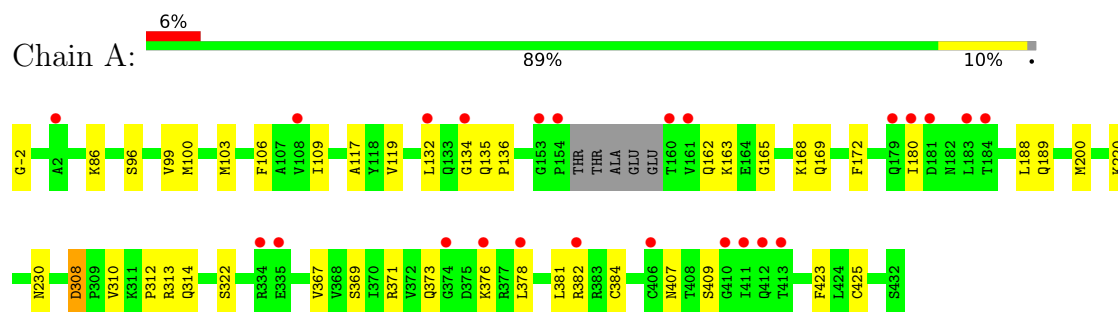 6%
Chain A:
89% 10% •
G-2 A2 K86 S96 V99 M100 M103 F106 A107 V108 I109 A117 Y118 V119 L132 Q133 G134 Q135 P136 G153 P154 THR THR ALA GLU GLU T160 V161 Q162 K163 E164 G165 K168 Q169 F172 Q179 I180 D181 N182 L183 T184 L188 Q189 M200
N230 D308 P309 V310 K311 P312 R313 Q314 S322 R334 E335 V367 V368 S369 I370 R371 V372 Q373 G374 D375 K376 R377 L378 L381 R382 R383 C384 C406 N407 T408 S409 G410 I411 Q412 T413 F423 L424 C425 S432